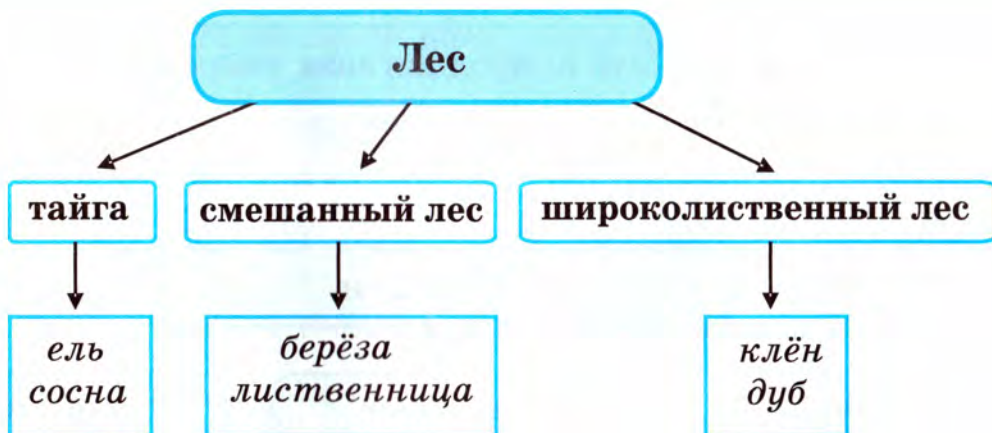 Лес
тайга
смешанный лес
широколиственный лес
ель
сосна
берёза
лиственница
клён
дуб